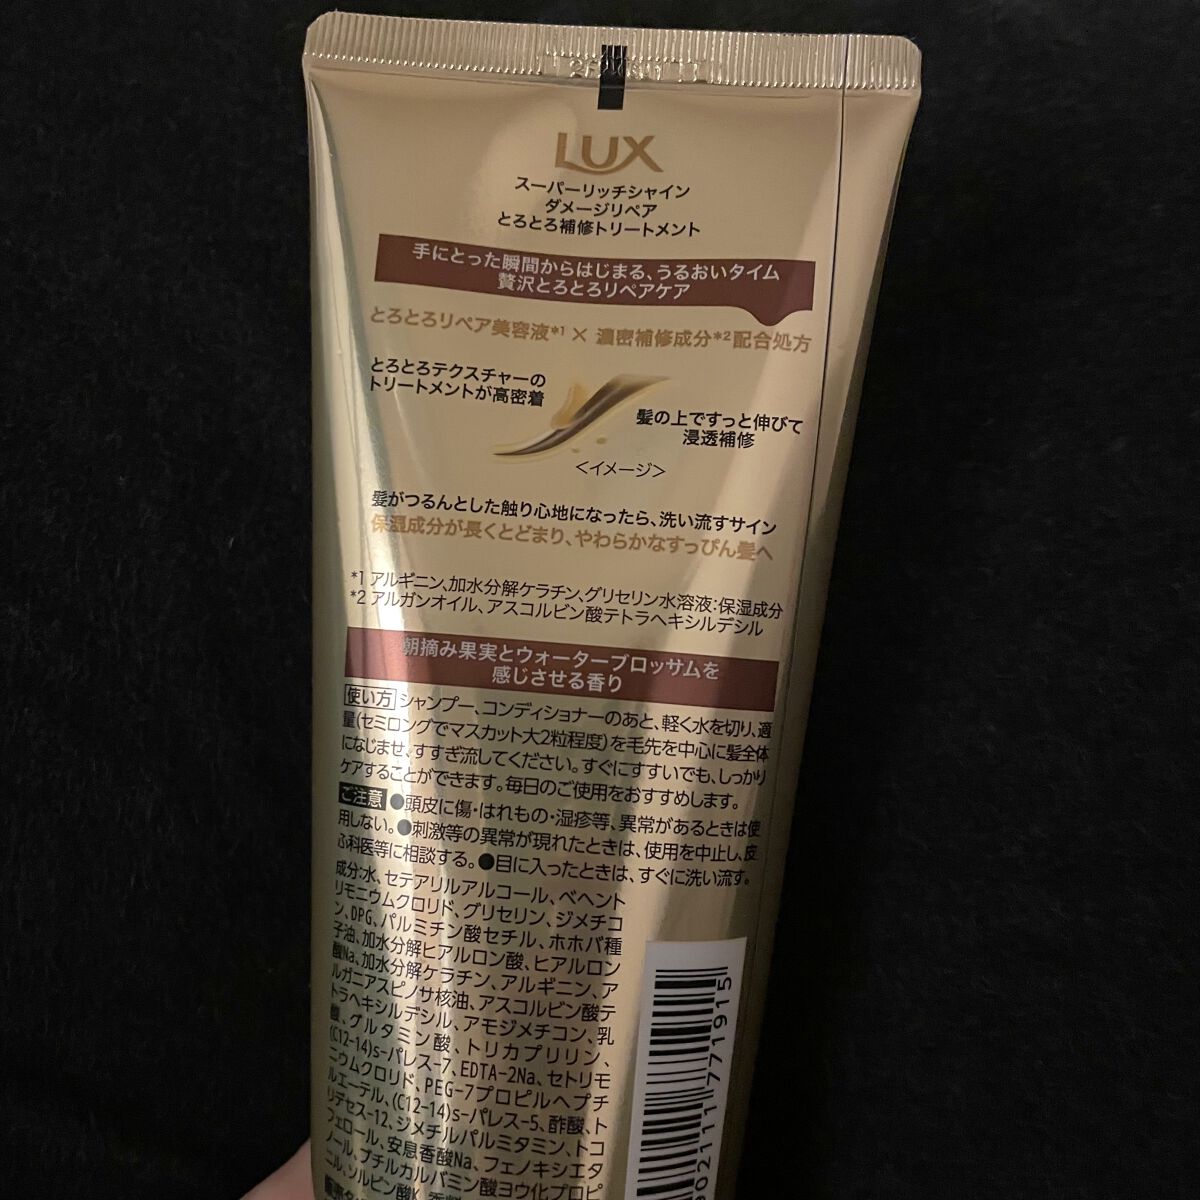 LUX
スーパーリッチシャイン
ダメージリペア
とろとろ補修トリートメント
手にとった瞬間からはじまる、うるおいタイム
贅沢とろとろリペアケア
とろとろリペア美容液*1 × 濃密補修成分*2配合処方
とろとろテクスチャーの
トリートメントが高密着
髪の上ですっと伸びて
浸透補修
<イメージ>
髪がつるんとした触り心地になったら、洗い流すサイン
保湿成分が長くとどまり、やわらかなすっぴん髪へ
*1 アルギニン、加水分解ケラチン、グリセリン水溶液:保湿成分
*2 アルガンオイル、アスコルビン酸テトラヘキシルデシル
朝摘み果実とウォーターブロッサムを
感じさせる香り
使い方 シャンプー、コンディショナーのあと、軽く水を切り、適
量(セミロングでマスカット大2粒程度)を毛先を中心に髪全体
になじませ、すすぎ流してください。すぐにすすいでも、しっかり
ケアすることができます。毎日のご使用をおすすめします。
ご注意 ●頭皮に傷・はれもの・湿疹等、異常があるときは使
用しない。●刺激等の異常が現れたときは、使用を中止し、皮
ふ科医等に相談する。●目に入ったときは、すぐに洗い流す。
成分:水、セテアリルアルコール、ベヘント
リモニウムクロリド、グリセリン、ジメチコ
ン、DPG、パルミチン酸セチル、ホホバ種
子油、加水分解ヒアルロン酸、ヒアルロン
酸Na、加水分解ケラチン、アルギニン、ア
ルガニアスピノサ核油、アスコルビン酸テ
トラヘキシルデシル、アモジメチコン、乳
酸、グルタミン酸、トリカプリリン、
(C12-14)s-パレス-7、EDTA-2Na、セトリモ
ニウムクロリド、PEG-7プロピルヘプチ
ルエーテル、(C12-14)s-パレス-5、酢酸、ト
リデセス-12、ジメチルパルミタミン、トコ
フェロール、安息香酸Na、フェノキシエタ
ノール、ブチルカルバミン酸ヨウ化プロピ
ニル、ソルビン酸K、香料
902111771915